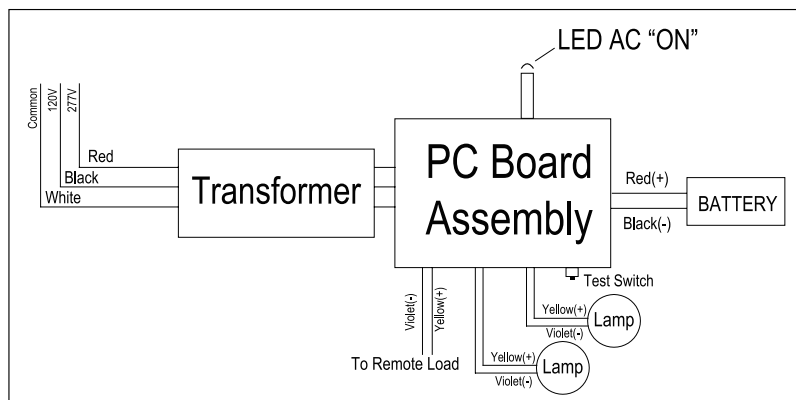 LED AC “ON”
Common
120V
277V
Red
Black
White
Transformer
PC Board
Assembly
Red(+)
Black(-)
BATTERY
Test Switch
Violet(-)
Yellow(+)
To Remote Load
Yellow(+)
Violet(-)
Lamp
Yellow(+)
Violet(-)
Lamp